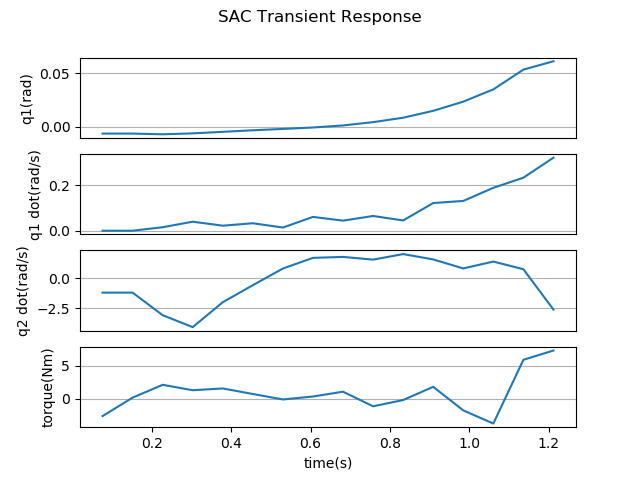 SAC Transient Response
q1(rad)
0.05
0.00
q1 dot(rad/s)
0.2
0.0
q2 dot(rad/s)
0.0
−2.5
torque(Nm)
5
0
0.2 0.4 0.6 0.8 1.0 1.2
time(s)